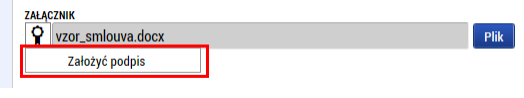 ZAŁĄCZNIK
vzor_smlouva.docx Plik
Założyć podpis